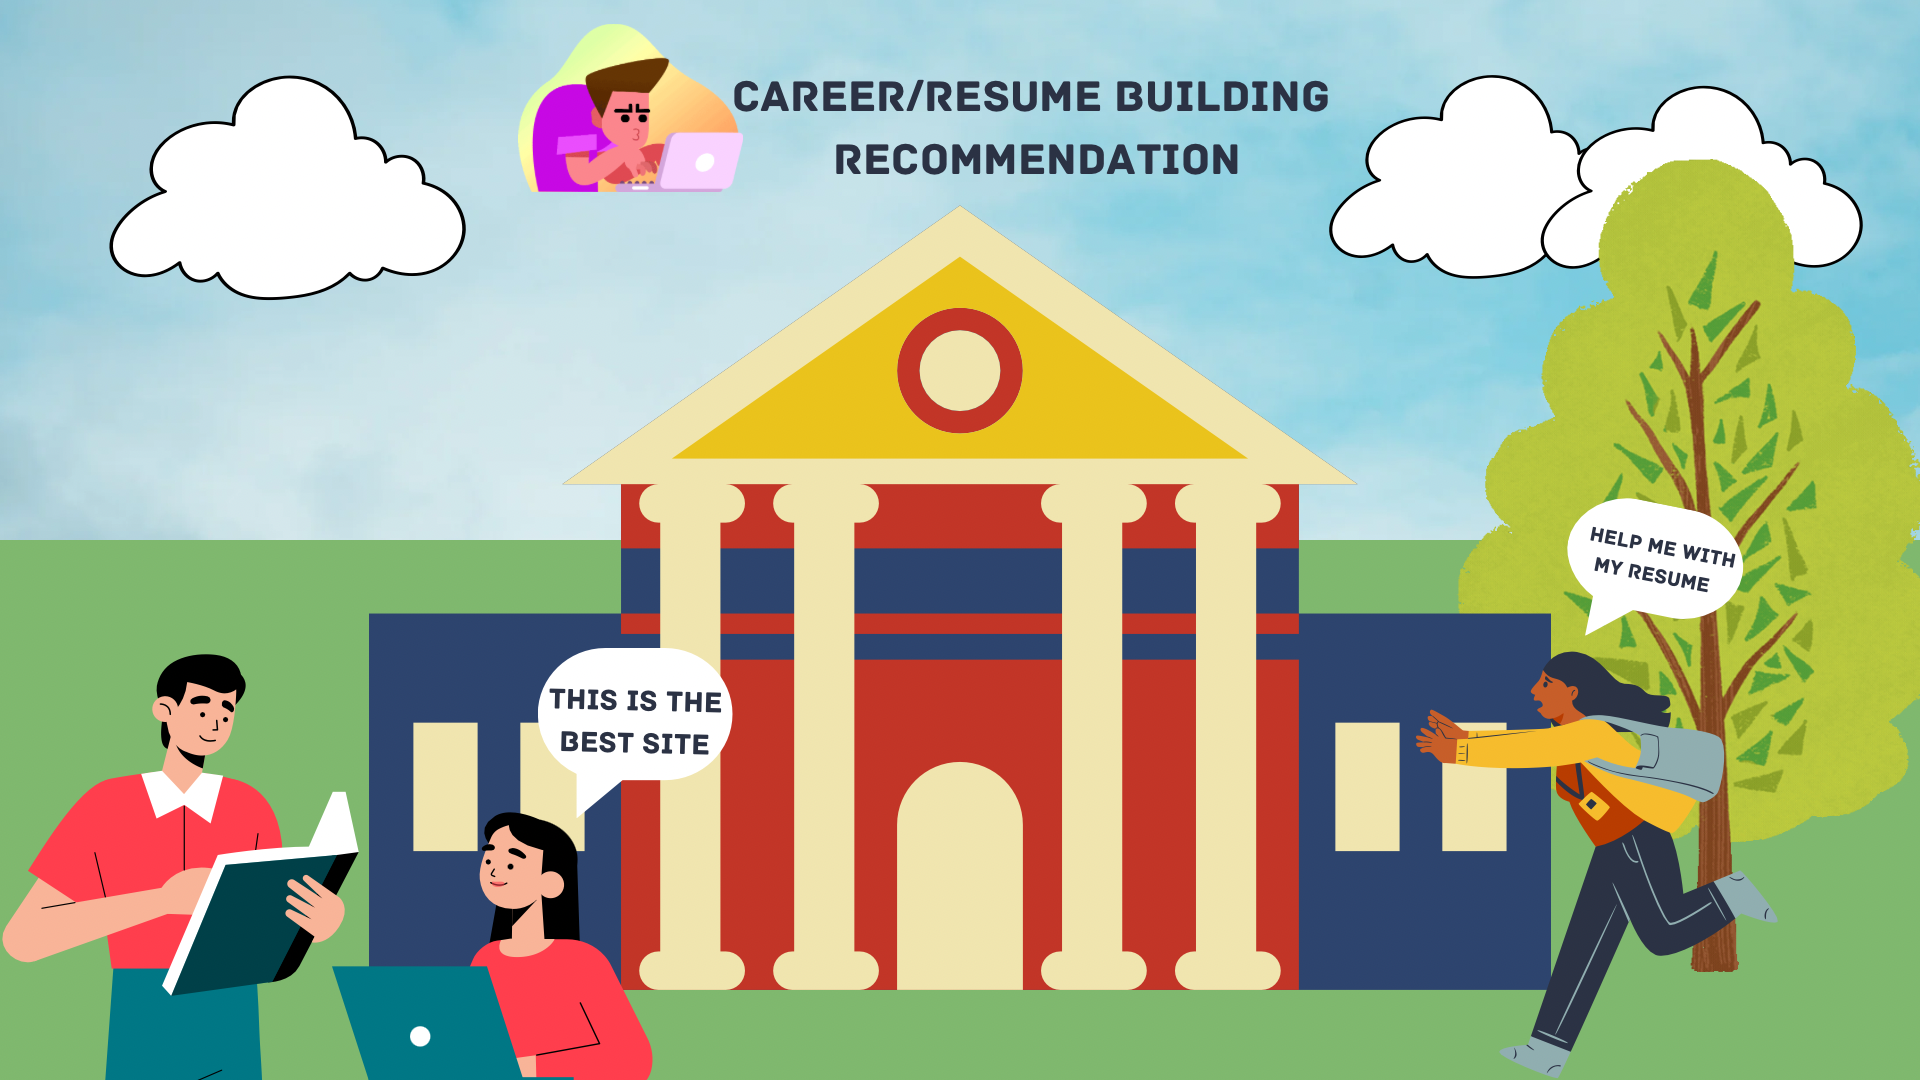 CAREER/RESUME BUILDING
RECOMMENDATION
HELP ME WITH
MY RESUME
THIS IS THE
BEST SITE